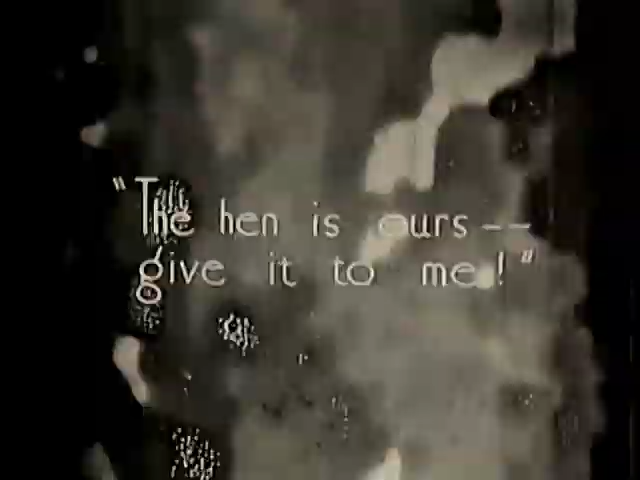 "The hen is ours--
give it to me!"